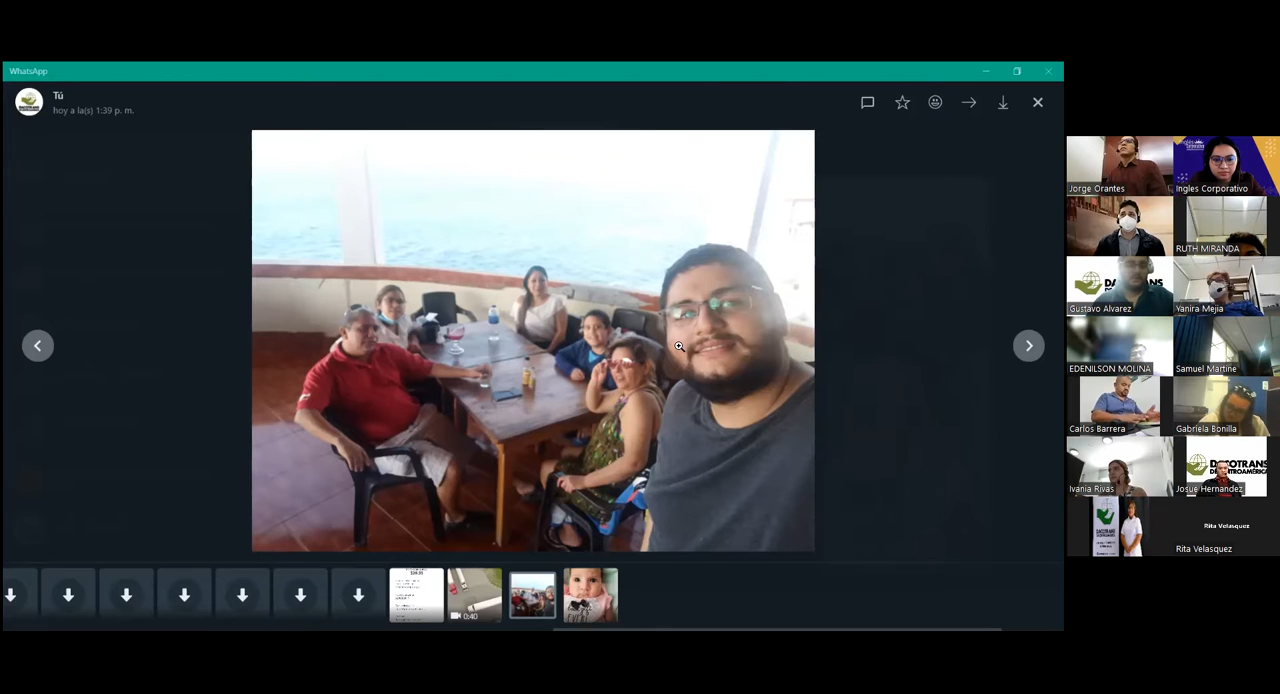 WhatsApp
Tú
hoy a la(s) 1:39 p. m.
0:40
Jorge Orantes
Ingles Corporativo
RUTH MIRANDA
Gustavo Alvarez
Yanira Mejia
EDENILSON MOLINA
Samuel Martine
Carlos Barrera
Gabriela Bonilla
Ivania Rivas
Josue Hernandez
Rita Velasquez
Rita Velasquez